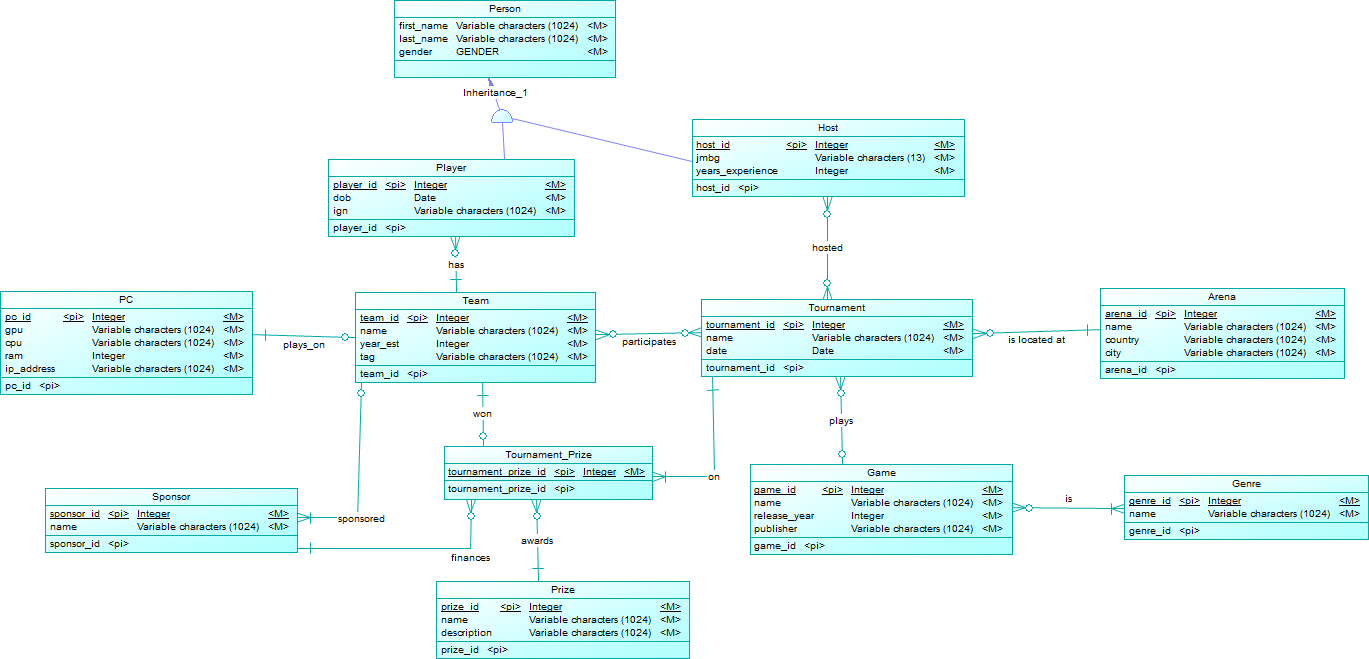 Person
first_name Variable characters (1024) <M>
last_name Variable characters (1024) <M>
gender GENDER <M>
Inheritance_1
Host
host_id <pi> Integer <M>
jmbg Variable characters (13) <M>
years_experience Integer <M>
host_id <pi>
Player
player_id <pi> Integer <M>
dob Date <M>
ign Variable characters (1024) <M>
player_id <pi>
hosted
has
PC
pc_id <pi> Integer <M>
gpu Variable characters (1024) <M>
cpu Variable characters (1024) <M>
ram Integer <M>
ip_address Variable characters (1024) <M>
pc_id <pi>
plays_on
Team
team_id <pi> Integer <M>
name Variable characters (1024) <M>
year_est Integer <M>
tag Variable characters (1024) <M>
team_id <pi>
participates
Tournament
tournament_id <pi> Integer <M>
name Variable characters (1024) <M>
date Date <M>
tournament_id <pi>
is located at
Arena
arena_id <pi> Integer <M>
name Variable characters (1024) <M>
country Variable characters (1024) <M>
city Variable characters (1024) <M>
arena_id <pi>
won
plays
Tournament_Prize
tournament_prize_id <pi> Integer <M>
tournament_prize_id <pi>
on
Game
game_id <pi> Integer <M>
name Variable characters (1024) <M>
release_year Integer <M>
publisher Variable characters (1024) <M>
game_id <pi>
is
Genre
genre_id <pi> Integer <M>
name Variable characters (1024) <M>
genre_id <pi>
Sponsor
sponsor_id <pi> Integer <M>
name Variable characters (1024) <M>
sponsor_id <pi>
sponsored
finances
awards
Prize
prize_id <pi> Integer <M>
name Variable characters (1024) <M>
description Variable characters (1024) <M>
prize_id <pi>